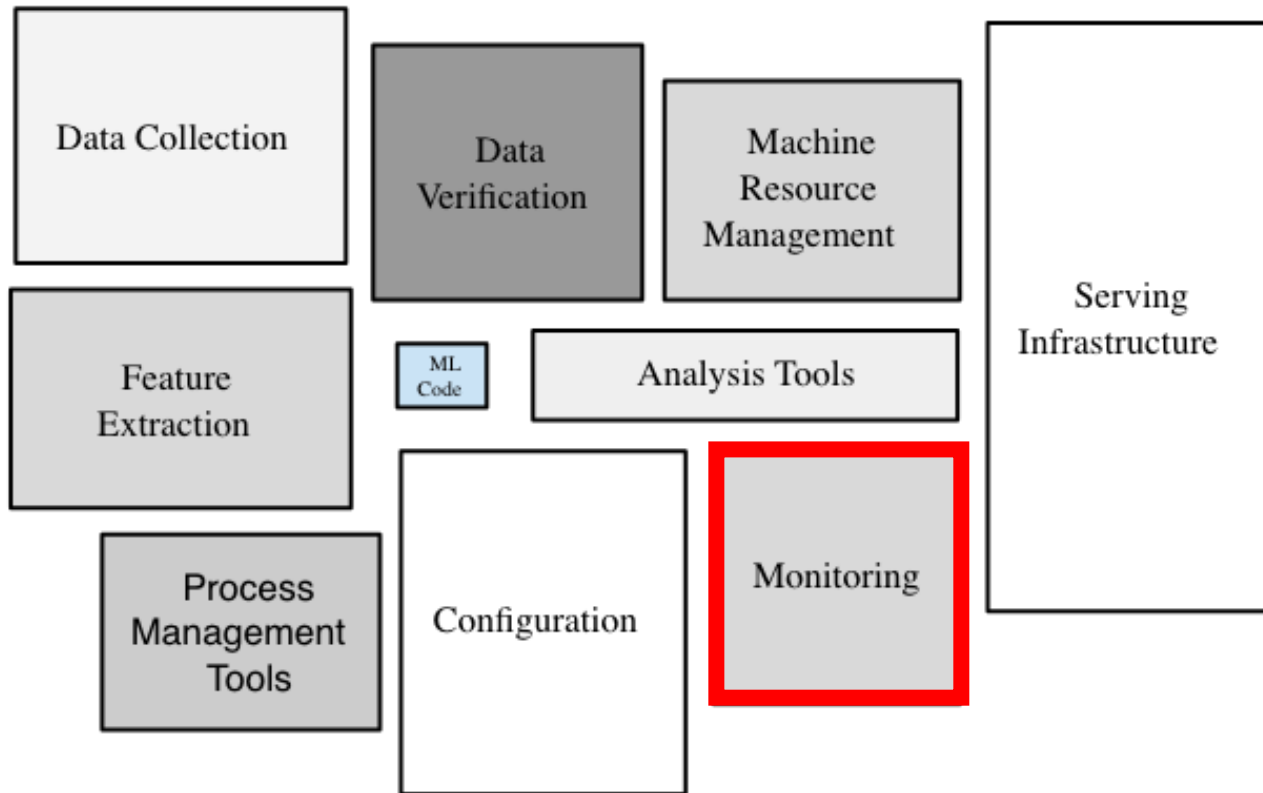 Data Collection
Data
Verification
Machine
Resource
Management
Serving
Infrastructure
Feature
Extraction
ML
Code
Analysis Tools
Process
Management
Tools
Configuration
Monitoring